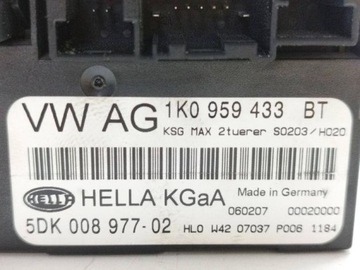 VW AG 1K0 959 433 BT
KSG MAX 2tuerer S0203/H020
HELLA HELLA KGaA Made in Germany
060207 00020000
5DK 008 977-02 HLO W42 07037 P006 1184